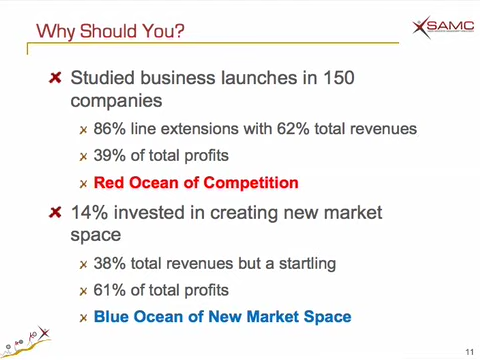 Why Should You?
SAMC
Studied business launches in 150
companies
86% line extensions with 62% total revenues
39% of total profits
Red Ocean of Competition
14% invested in creating new market
space
38% total revenues but a startling
61% of total profits
Blue Ocean of New Market Space
11